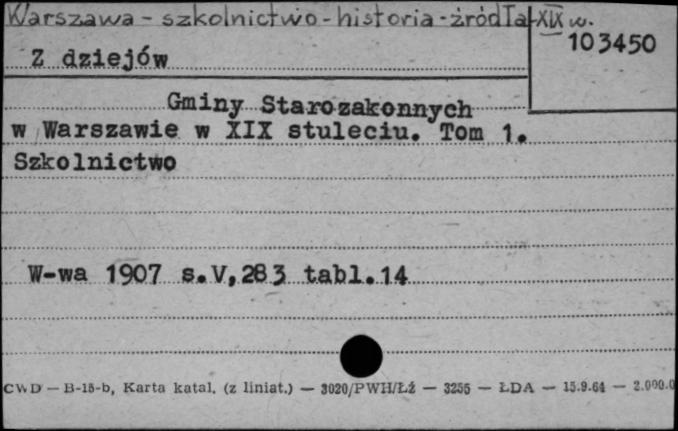 Warszawa - szkolnictwo - historia - źródła - XIX w.
103450
Z dziejów
Gminy Starozakonnych
w Warszawie w XIX stuleciu. Tom 1.
Szkolnictwo
W-wa 1907 s.V,283 tabl.14
CWD — B-15-b, Karta katal. (z liniat.) — 3020/PWH/Łź — 3255 — ŁDA — 15.9.64 — 2.000.0